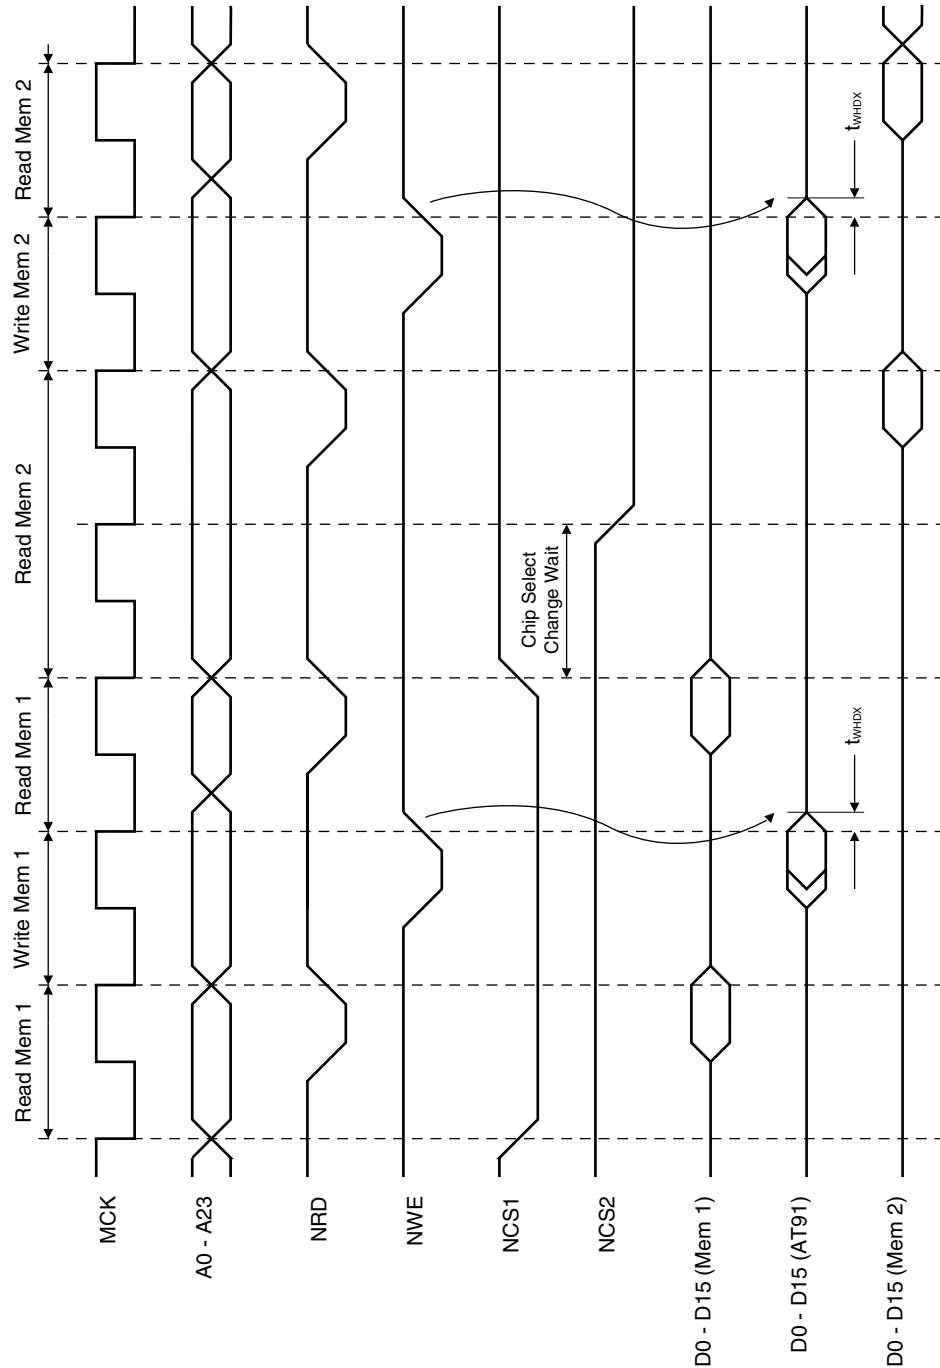 Read Mem 1
Write Mem 1
Read Mem 1
Read Mem 2
Write Mem 2
Read Mem 2
MCK
A0 - A23
NRD
NWE
NCS1
Chip Select
Change Wait
NCS2
D0 - D15 (Mem 1)
D0 - D15 (AT91)
tWHDX
tWHDX
D0 - D15 (Mem 2)